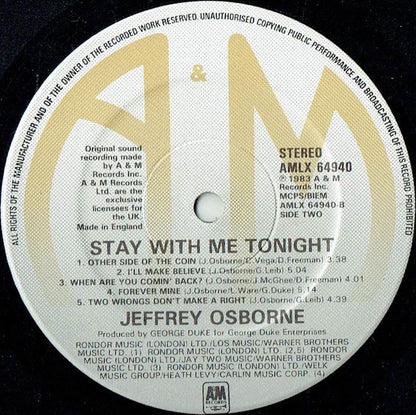 ALL RIGHTS OF THE MANUFACTURER AND OF THE OWNER OF THE RECORDED WORK RESERVED. UNAUTHORISED COPYING PUBLIC PERFORMANCE AND BROADCASTING OF THIS RECORD PROHIBITED
A & M
Original sound
recording made
by A & M
Records Inc.
A & M Records
Ltd. are the
exclusive
licensees for
the UK.
Made in England
STEREO
AMLX 64940
℗ 1983 A & M
Records Inc.
MCPS/BIEM
AMLX 64940-B
SIDE TWO
STAY WITH ME TONIGHT
1. OTHER SIDE OF THE COIN (J.Osborne/L.Vega/D.Freeman) 3.38
2. I'LL MAKE BELIEVE (J.Osborne/G.Leib) 5.04
3. WHEN ARE YOU COMIN' BACK? (J.Osborne/J.McGhee/D.Freeman) 3.41
4. FOREVER MINE (J.Osborne/L.Ware/G.Duke) 5.14
5. TWO WRONGS DON'T MAKE A RIGHT (J.Osborne/G.Leib) 4.39
JEFFREY OSBORNE
Produced by GEORGE DUKE for George Duke Enterprises
RONDOR MUSIC (LONDON) LTD./LOS MUSIC/WARNER BROTHERS
MUSIC LTD. (1) RONDOR MUSIC (LONDON) LTD. (2,5) RONDOR
MUSIC (LONDON) LTD./JAY TWO MUSIC/WARNER BROTHERS
MUSIC LTD. (3) RONDOR MUSIC (LONDON) LTD./WELK
MUSIC GROUP/HEATH LEVY/CARLIN MUSIC CORP. (4)
AM
RECORDS